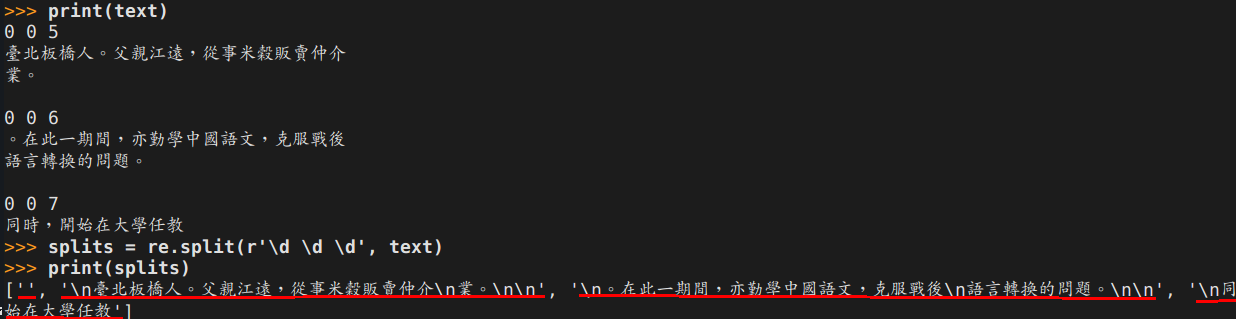 >>> print(text)
0 0 5
臺北板橋人。父親江遠，從事米穀販賣仲介
業。
0 0 6
。在此一期間，亦勤學中國語文，克服戰後
語言轉換的問題。
0 0 7
同時，開始在大學任教
>>> splits = re.split(r'\d \d \d', text)
>>> print(splits)
['', '\n臺北板橋人。父親江遠，從事米穀販賣仲介\n業。\n\n', '\n。在此一期間，亦勤學中國語文，克服戰後\n語言轉換的問題。\n\n', '\n同
始在大學任教']